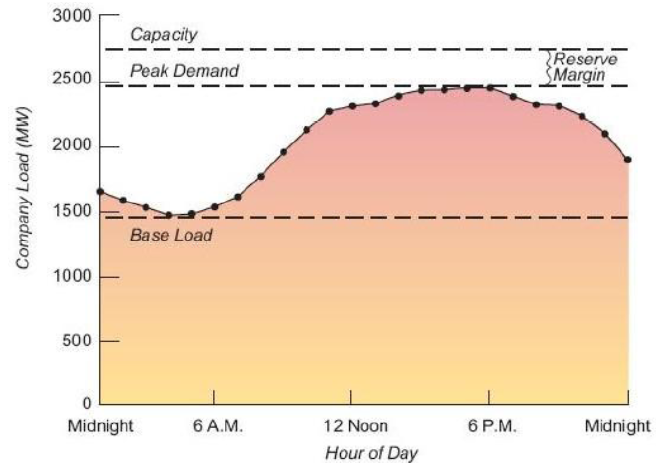 3000
Capacity
Reserve
Margin
Peak Demand
2500
2000
1500
Base Load
1000
500
0
Company Load (MW)
Midnight 6 A.M. 12 Noon 6 P.M. Midnight
Hour of Day